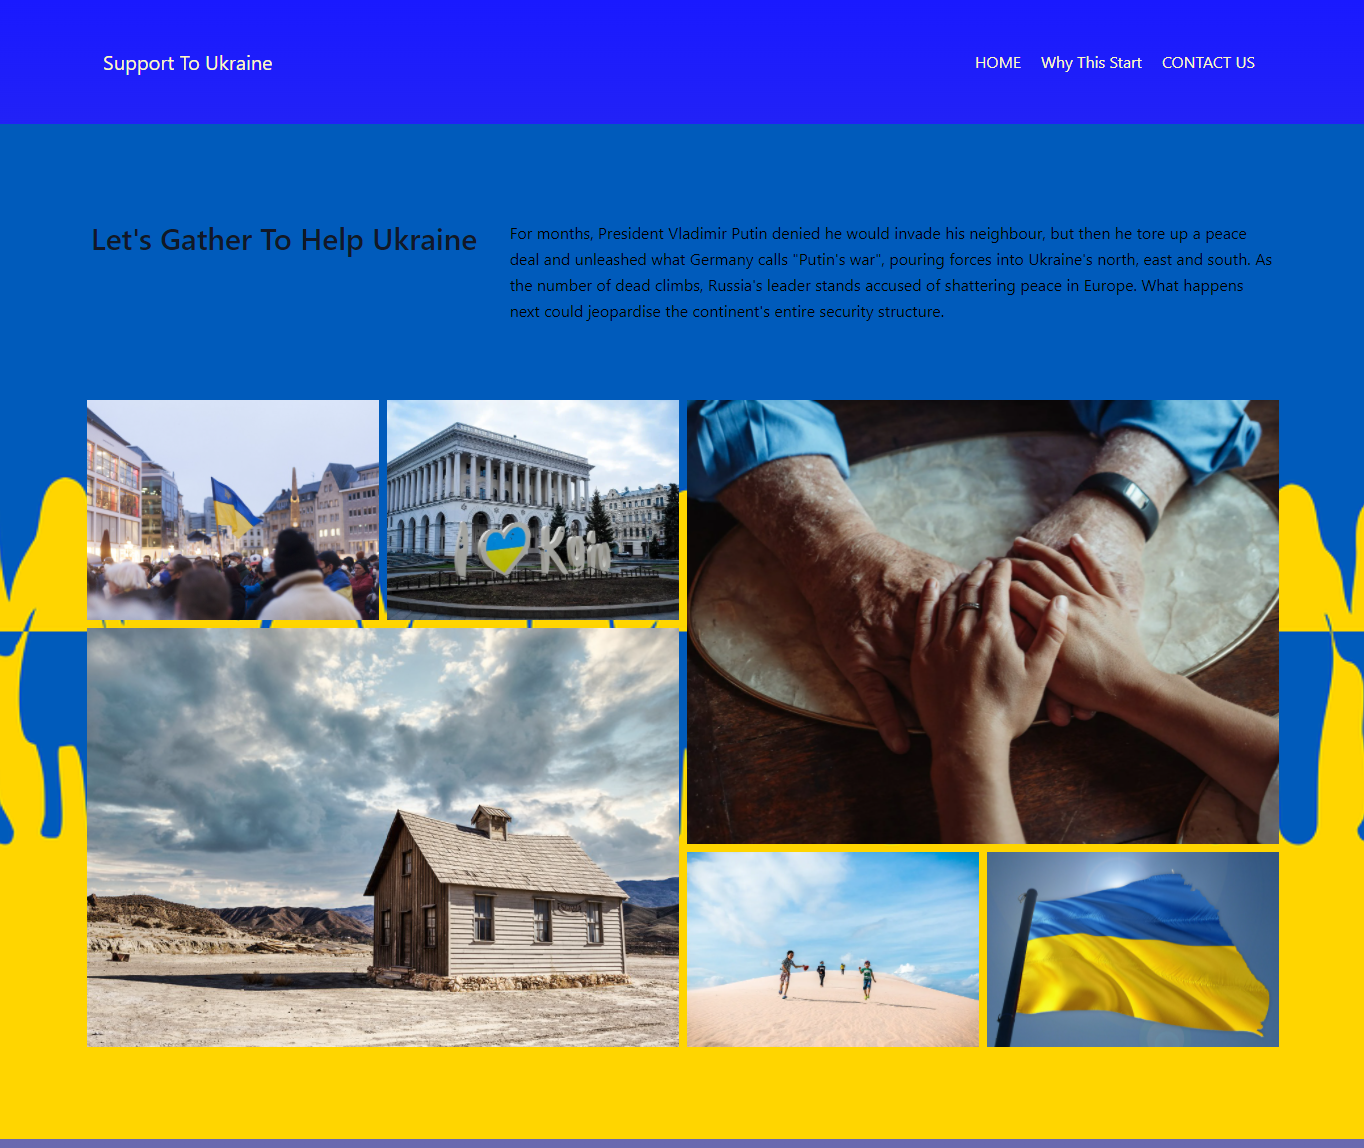 Support To Ukraine
HOME Why This Start CONTACT US
Let's Gather To Help Ukraine
For months, President Vladimir Putin denied he would invade his neighbour, but then he tore up a peace
deal and unleashed what Germany calls "Putin's war", pouring forces into Ukraine's north, east and south. As
the number of dead climbs, Russia's leader stands accused of shattering peace in Europe. What happens
next could jeopardise the continent's entire security structure.
I